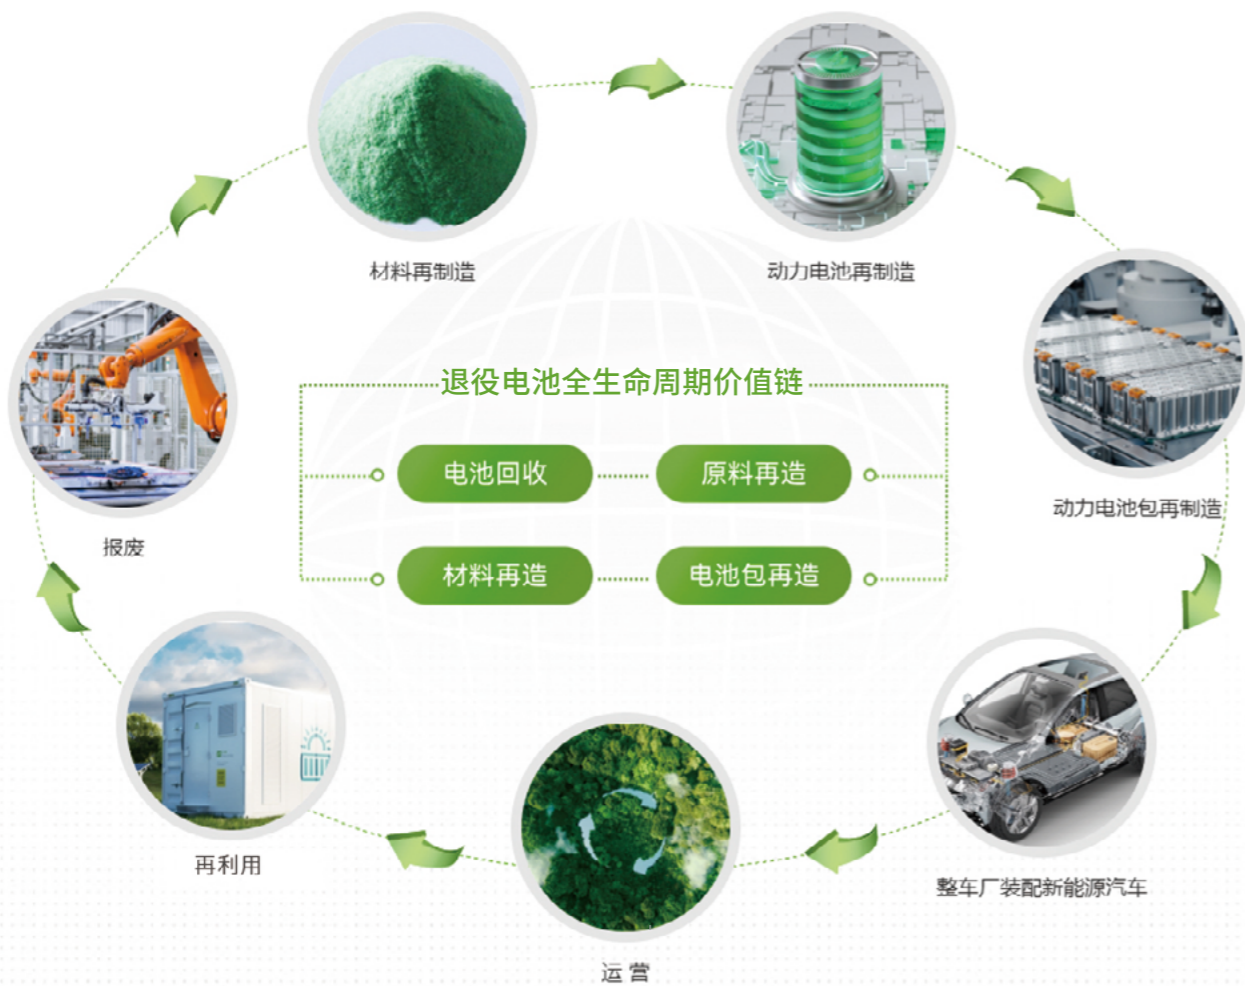 材料再制造
动力电池再制造
退役电池全生命周期价值链
电池回收
原料再造
动力电池包再制造
报废
材料再造
电池包再造
再利用
整车厂装配新能源汽车
运营